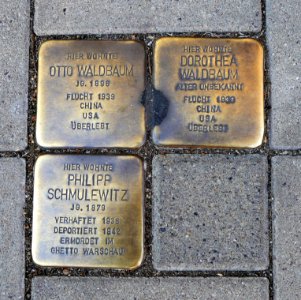 HIER WOHNTE
OTTO WALDBAUM
JG. 1898
FLUCHT 1939
CHINA
USA
ÜBERLEBT
HIER WOHNTE
DOROTHEA
WALDBAUM
ALTER UNBEKANNT
FLUCHT 1939
CHINA
USA
ÜBERLEBT
HIER WOHNTE
PHILIPP
SCHMULEWITZ
JG. 1879
VERHAFTET 1938
DEPORTIERT 1942
ERMORDET IM
GHETTO WARSCHAU